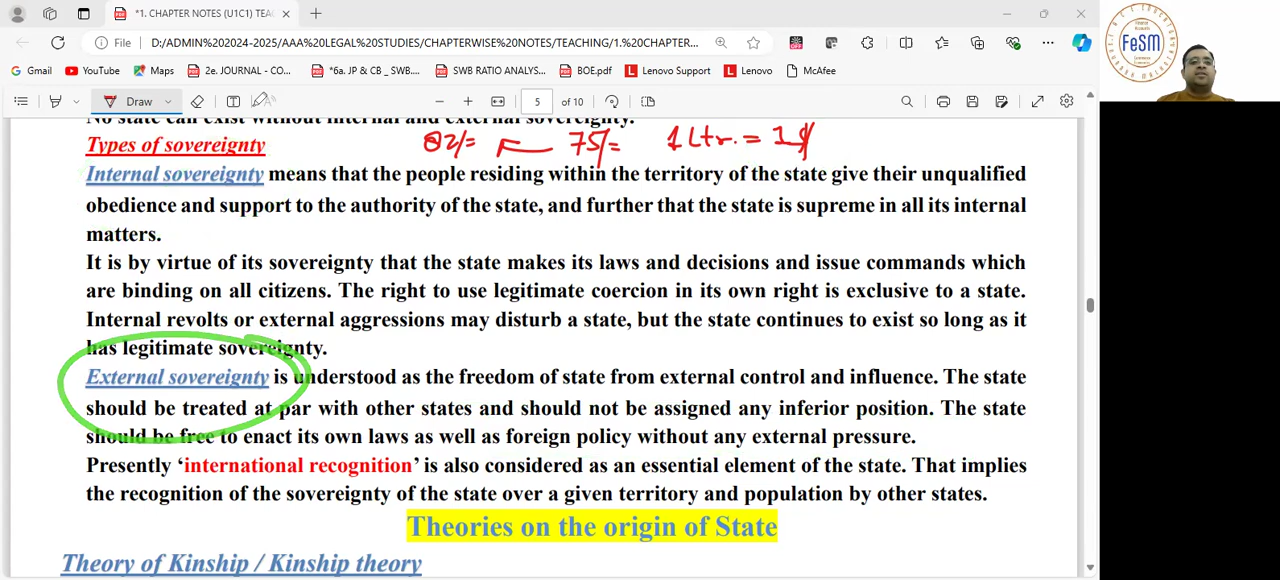 *1. CHAPTER NOTES (U1C1) TEAC
File
D:/ADMIN%202024-2025/AAA%20LEGAL%20STUDIES/CHAPTERWISE%20NOTES/TEACHING/1.%20CHAPTER...
Gmail
YouTube
Maps
2e. JOURNAL - CO...
*6a. JP & CB _ SWB...
SWB RATIO ANALYS...
BOE.pdf
Lenovo Support
Lenovo
McAfee
Draw
5 of 10
No state can exist without internal and external sovereignty.
Types of sovereignty
82/= 75/= 1 Ltr. = 1$
Internal sovereignty means that the people residing within the territory of the state give their unqualified
obedience and support to the authority of the state, and further that the state is supreme in all its internal
matters.
It is by virtue of its sovereignty that the state makes its laws and decisions and issue commands which
are binding on all citizens. The right to use legitimate coercion in its own right is exclusive to a state.
Internal revolts or external aggressions may disturb a state, but the state continues to exist so long as it
has legitimate sovereignty.
External sovereignty is understood as the freedom of state from external control and influence. The state
should be treated at par with other states and should not be assigned any inferior position. The state
should be free to enact its own laws as well as foreign policy without any external pressure.
Presently ‘international recognition’ is also considered as an essential element of the state. That implies
the recognition of the sovereignty of the state over a given territory and population by other states.
Theories on the origin of State
Theory of Kinship / Kinship theory
FeSM